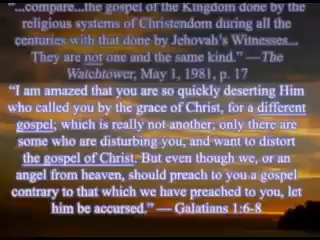 “...compare...the gospel of the Kingdom done by the
religious systems of Christendom during all the
centuries with that done by Jehovah’s Witnesses...
They are not one and the same kind.” —The
Watchtower, May 1, 1981, p. 17
“I am amazed that you are so quickly deserting Him
who called you by the grace of Christ, for a different
gospel; which is really not another; only there are
some who are disturbing you, and want to distort
the gospel of Christ. But even though we, or an
angel from heaven, should preach to you a gospel
contrary to that which we have preached to you, let
him be accursed.” — Galatians 1:6-8